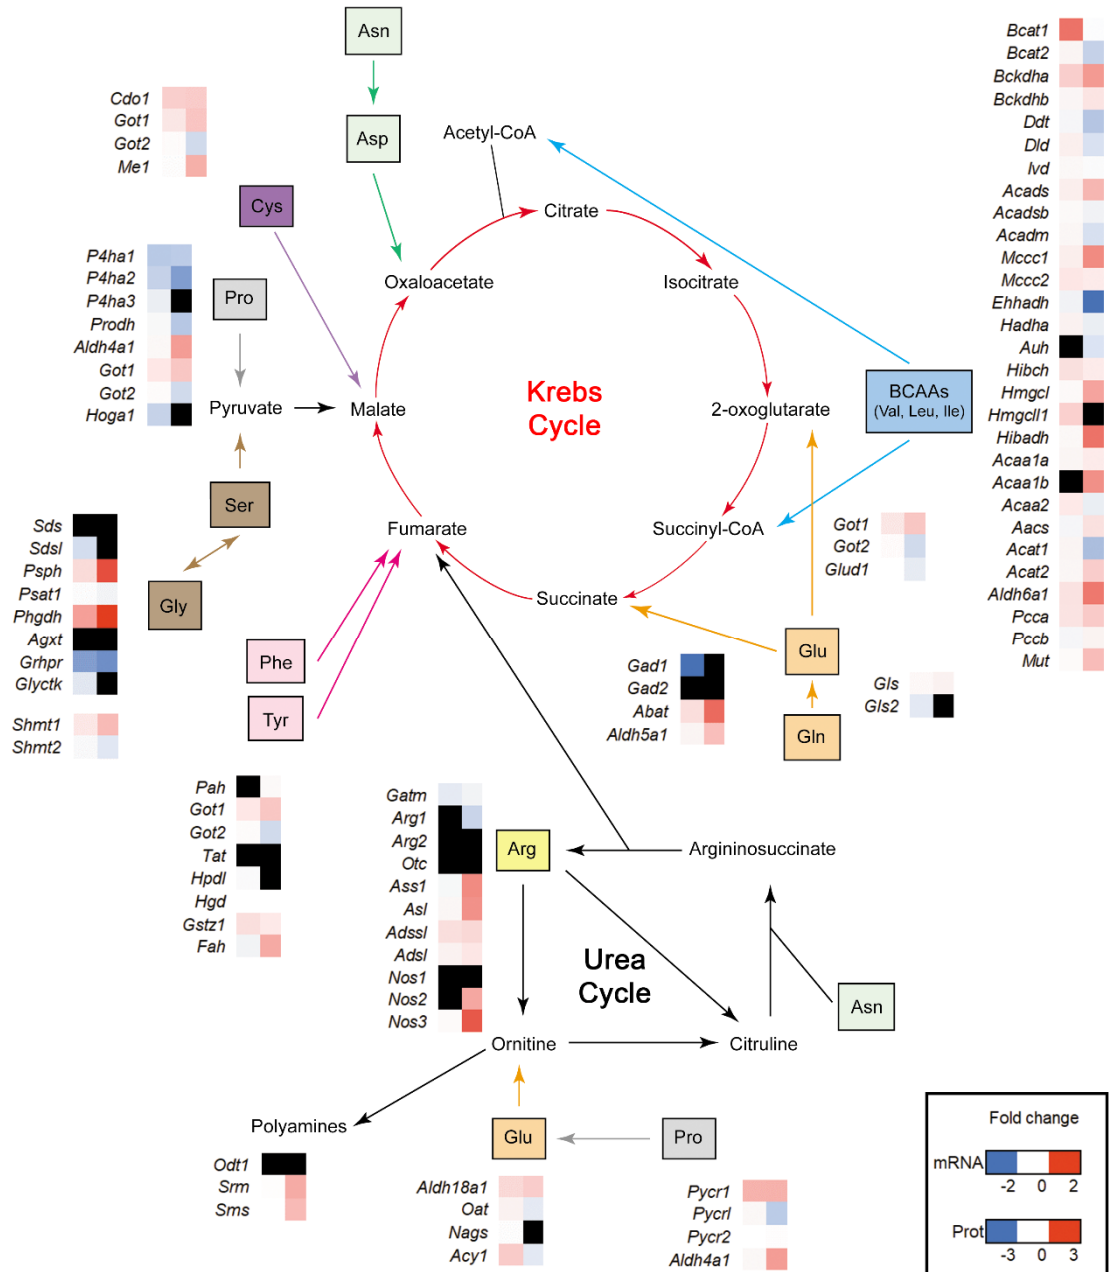 Asn
Asp
Acetyl-CoA
Citrate
Isocitrate
2-oxoglutarate
Succinyl-CoA
Succinate
Fumarate
Malate
Oxaloacetate
Krebs
Cycle
Cdo1
Got1
Got2
Me1
Cys
P4ha1
P4ha2
P4ha3
Prodh
Aldh4a1
Got1
Got2
Hoga1
Pro
Pyruvate
Ser
Gly
Sds
Sdsl
Psph
Psat1
Phgdh
Agxt
Grhpr
Glyctk
Shmt1
Shmt2
Phe
Tyr
Pah
Got1
Got2
Tat
Hpdl
Hgd
Gstz1
Fah
BCAAs
(Val, Leu, Ile)
Bcat1
Bcat2
Bckdha
Bckdhb
Ddt
Dld
Ivd
Acads
Acadsb
Acadm
Mccc1
Mccc2
Ehhadh
Hadha
Auh
Hibch
Hmgcl
Hmgcll1
Hibadh
Acaa1a
Acaa1b
Acaa2
Aacs
Acat1
Acat2
Aldh6a1
Pcca
Pccb
Mut
Got1
Got2
Glud1
Glu
Gln
Gls
Gls2
Gad1
Gad2
Abat
Aldh5a1
Gatm
Arg1
Arg2
Otc
Ass1
Asl
Adssl
Adsl
Nos1
Nos2
Nos3
Arg
Argininosuccinate
Urea
Cycle
Asn
Ornitine
Citruline
Polyamines
Odt1
Srm
Sms
Glu
Pro
Aldh18a1
Oat
Nags
Acy1
Pycr1
Pycrl
Pycr2
Aldh4a1
Fold change
mRNA
-2 0 2
Prot
-3 0 3